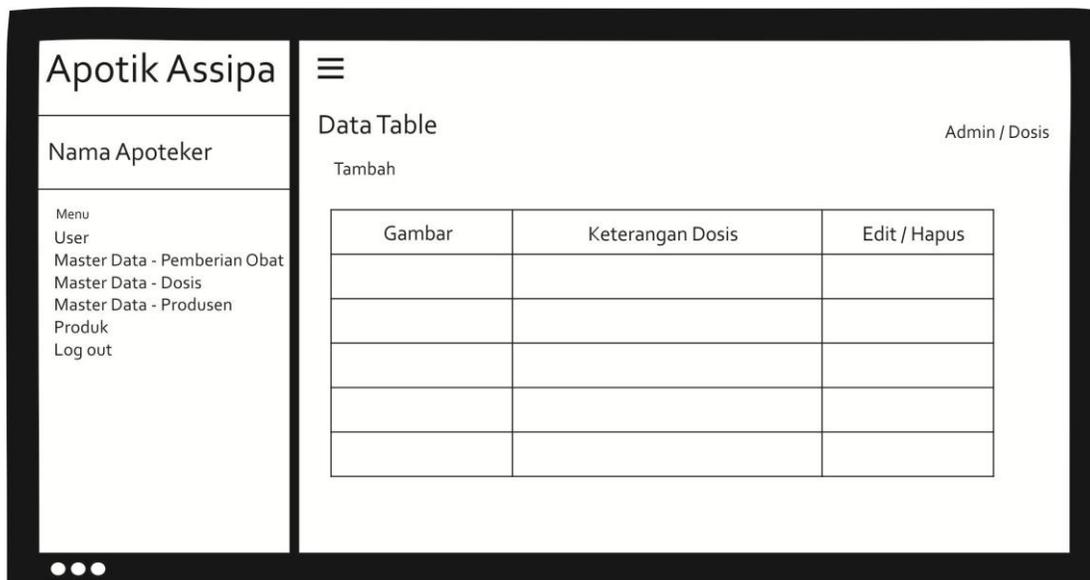 Apotik Assipa
Nama Apoteker
Menu
User
Master Data - Pemberian Obat
Master Data - Dosis
Master Data - Produsen
Produk
Log out
Data Table
Admin / Dosis
Tambah
Gambar Keterangan Dosis Edit / Hapus